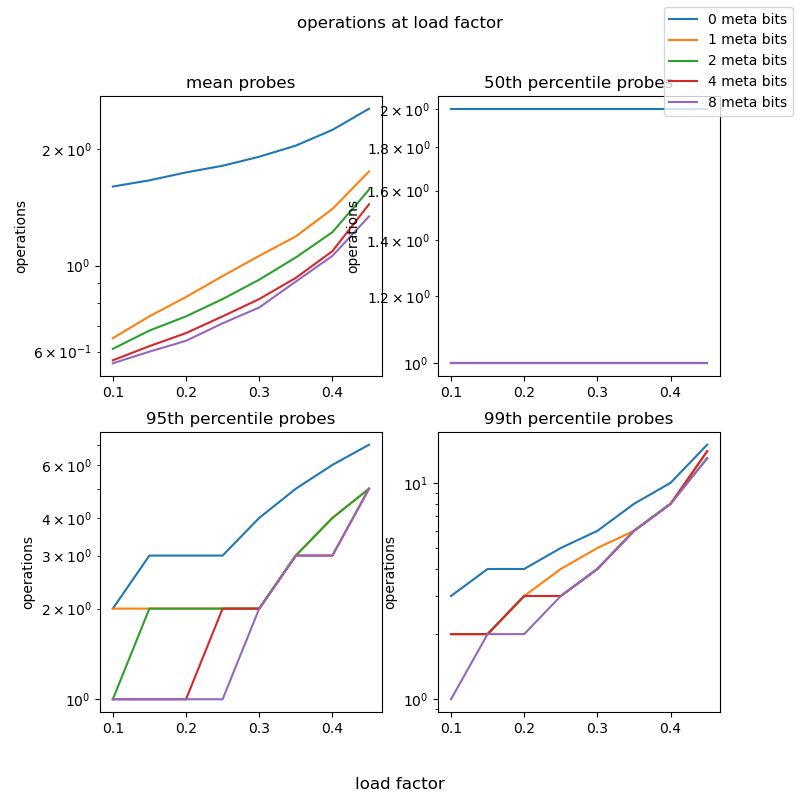 operations at load factor
0 meta bits
1 meta bits
2 meta bits
4 meta bits
8 meta bits
mean probes
50th percentile probes
operations
2 × 10⁰
10⁰
6 × 10⁻¹
0.1 0.2 0.3 0.4
operations
2 × 10⁰
1.8 × 10⁰
1.6 × 10⁰
1.4 × 10⁰
1.2 × 10⁰
10⁰
0.1 0.2 0.3 0.4
95th percentile probes
99th percentile probes
operations
6 × 10⁰
4 × 10⁰
3 × 10⁰
2 × 10⁰
10⁰
0.1 0.2 0.3 0.4
operations
10¹
10⁰
0.1 0.2 0.3 0.4
load factor